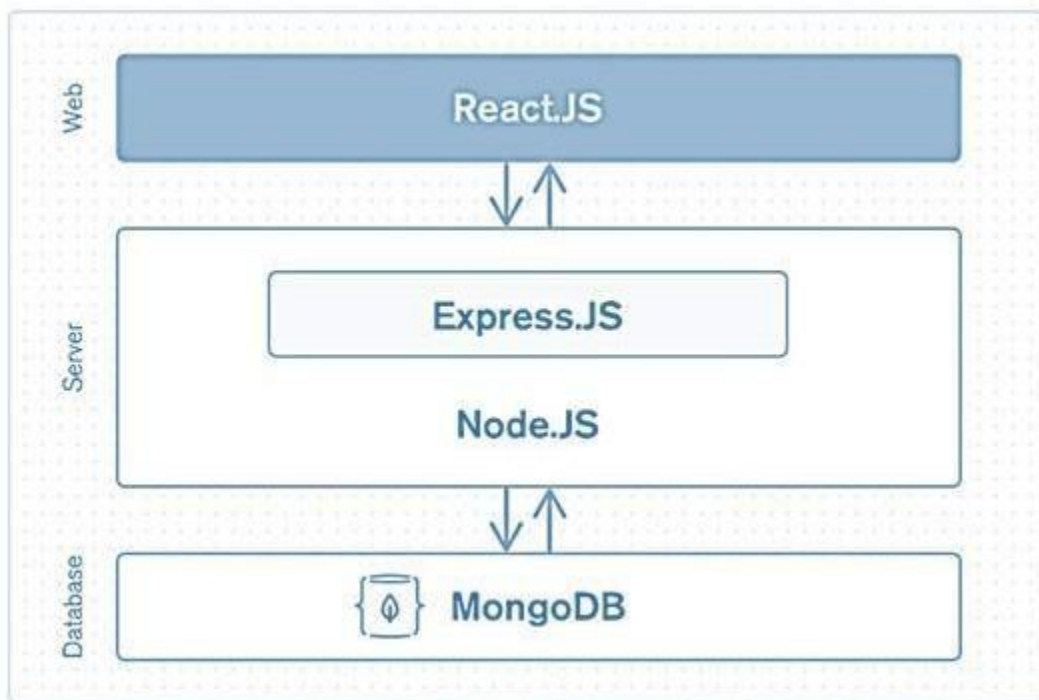 Web
React.JS
Server
Express.JS
Node.JS
Database
MongoDB